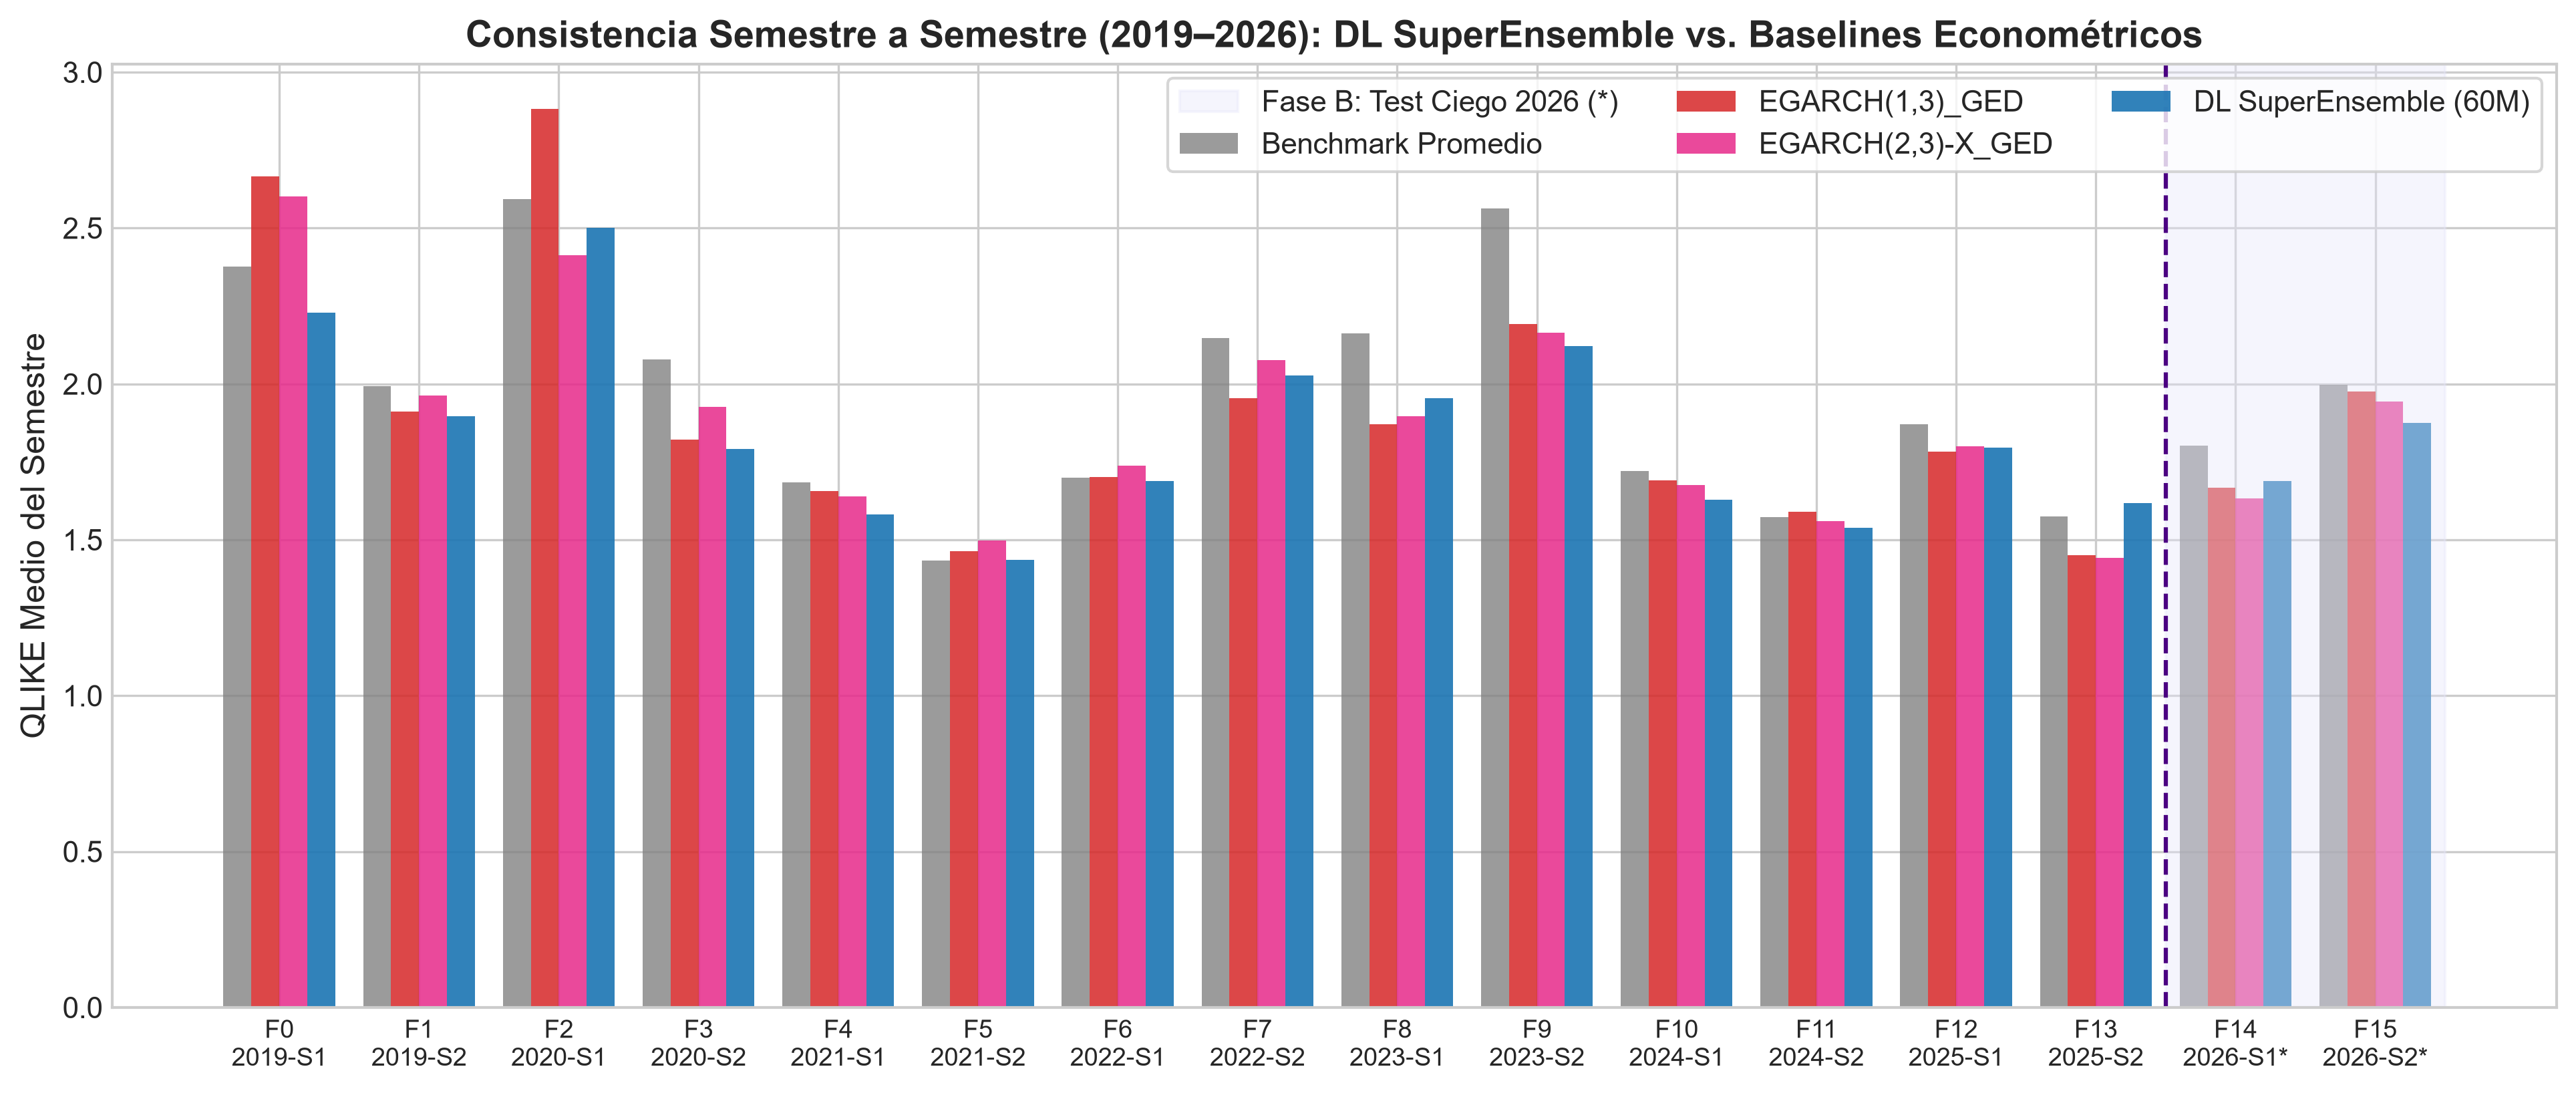 Consistencia Semestre a Semestre (2019–2026): DL SuperEnsemble vs. Baselines Econométricos
Fase B: Test Ciego 2026 (*)
Benchmark Promedio
EGARCH(1,3)_GED
EGARCH(2,3)-X_GED
DL SuperEnsemble (60M)
QLIKE Medio del Semestre
3.0
2.5
2.0
1.5
1.0
0.5
0.0
F0
2019-S1
F1
2019-S2
F2
2020-S1
F3
2020-S2
F4
2021-S1
F5
2021-S2
F6
2022-S1
F7
2022-S2
F8
2023-S1
F9
2023-S2
F10
2024-S1
F11
2024-S2
F12
2025-S1
F13
2025-S2
F14
2026-S1*
F15
2026-S2*